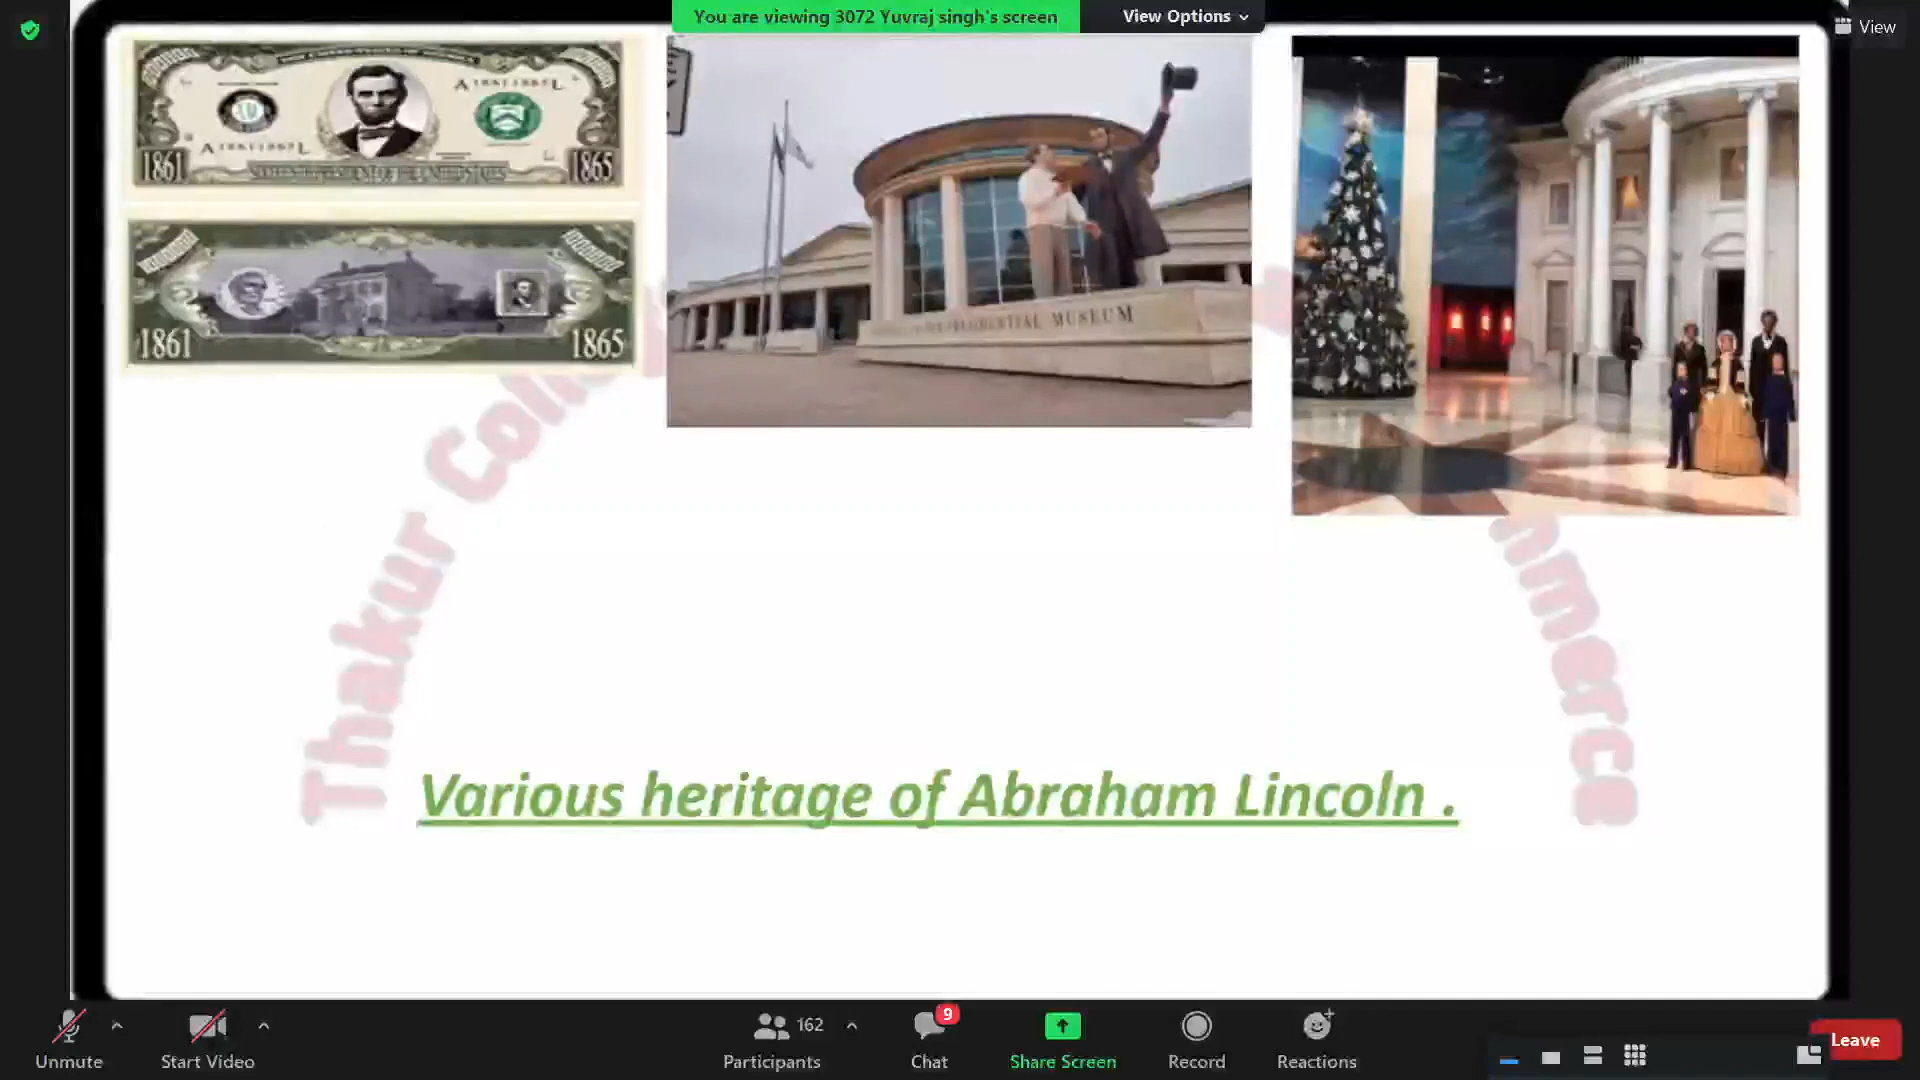 You are viewing 3072 Yuvraj singh's screen
View Options
View
1861
1865
1861
1865
PRESIDENTIAL MUSEUM
Thakur
Various heritage of Abraham Lincoln .
Unmute
Start Video
162
Participants
9
Chat
Share Screen
Record
Reactions
Leave